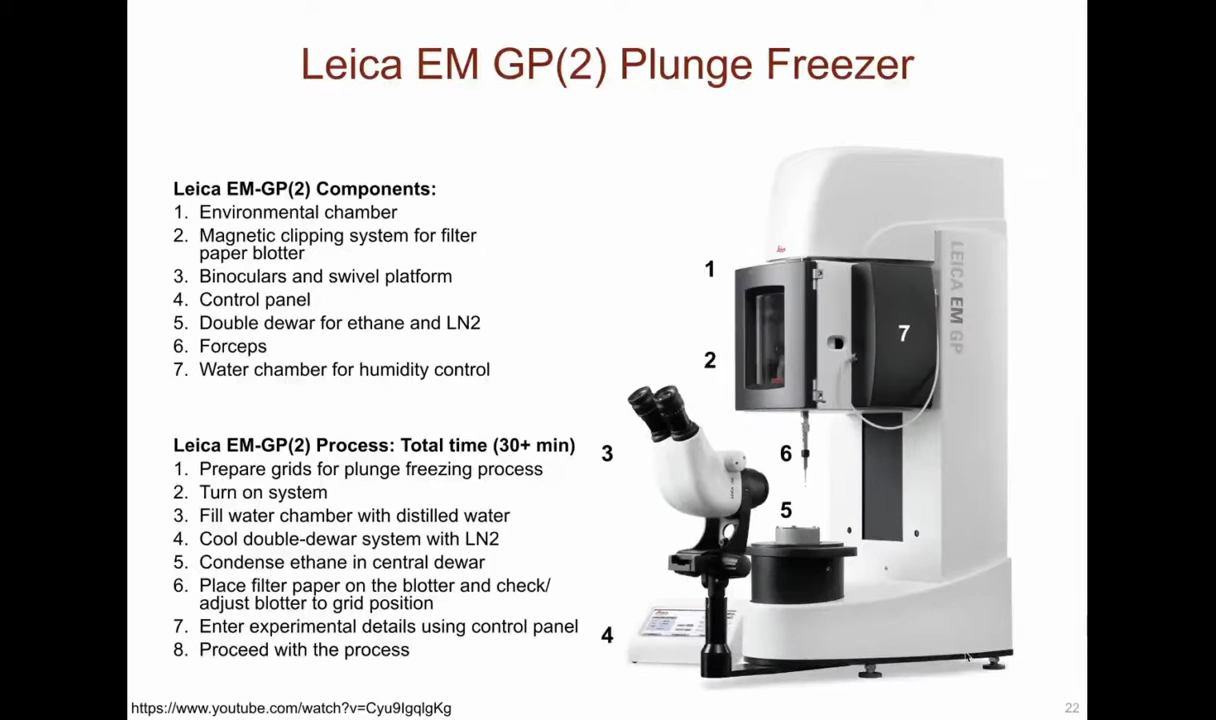 Leica EM GP(2) Plunge Freezer
Leica EM-GP(2) Components:
1. Environmental chamber
2. Magnetic clipping system for filter
paper blotter
3. Binoculars and swivel platform
4. Control panel
5. Double dewar for ethane and LN2
6. Forceps
7. Water chamber for humidity control
Leica EM-GP(2) Process: Total time (30+ min)
1. Prepare grids for plunge freezing process
2. Turn on system
3. Fill water chamber with distilled water
4. Cool double-dewar system with LN2
5. Condense ethane in central dewar
6. Place filter paper on the blotter and check/
adjust blotter to grid position
7. Enter experimental details using control panel
8. Proceed with the process
1
2
3
4
5
6
7
Leica
LEICA EM GP
https://www.youtube.com/watch?v=Cyu9IgqlgKg
22